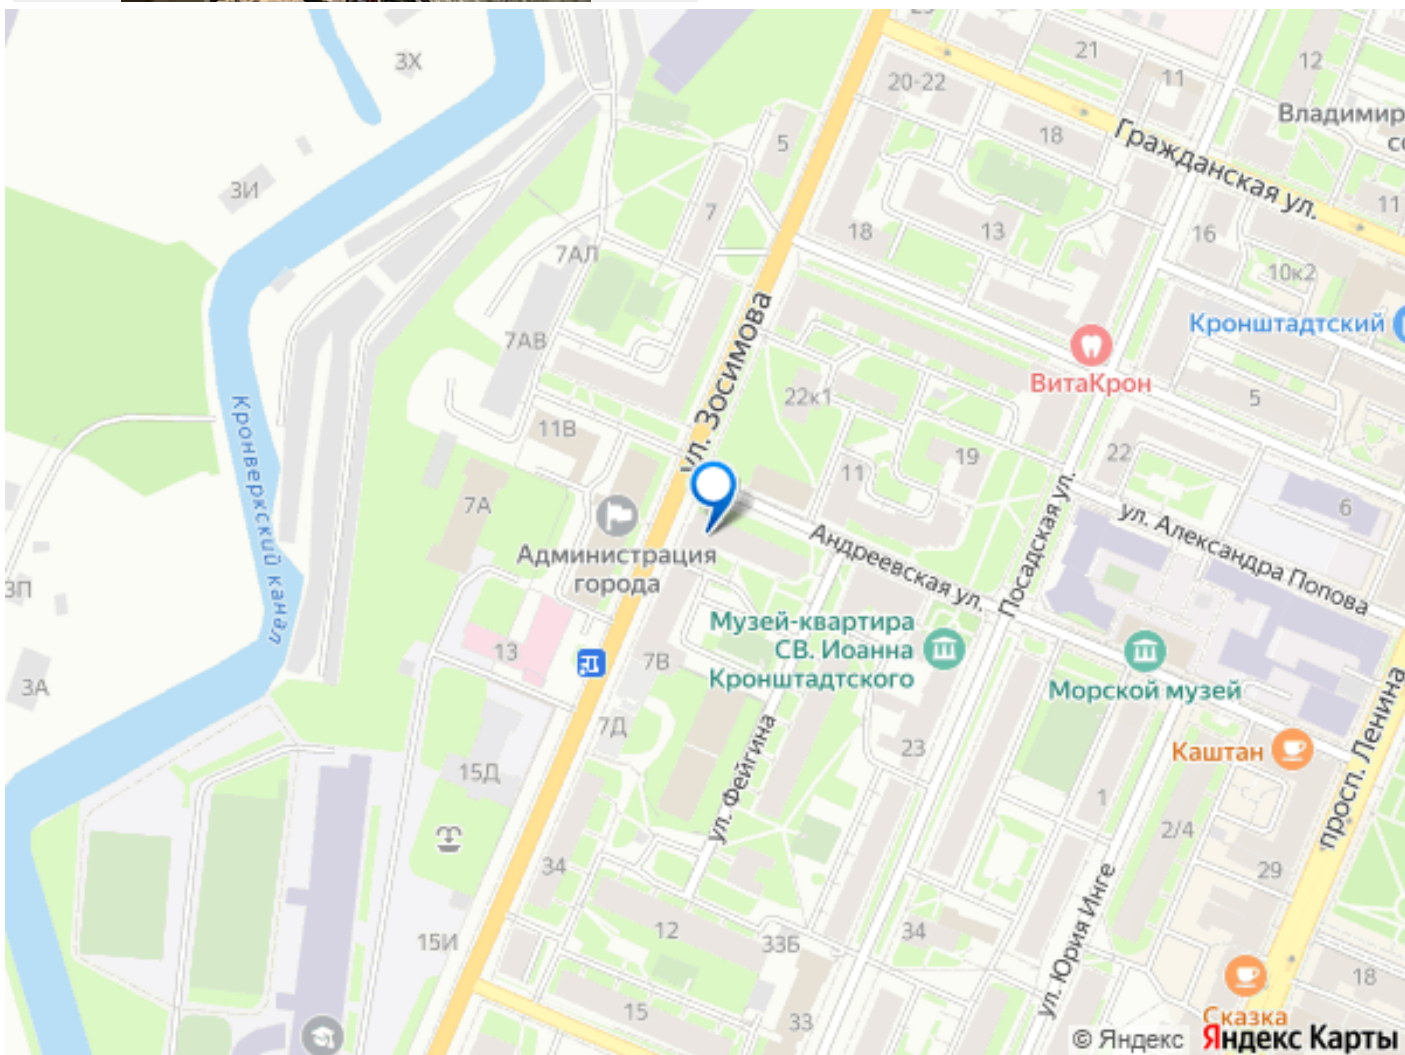 3Х
20-22
21
11
12
Владимир
со
18
Гражданская ул.
5
3И
7
7АЛ
18
13
16
11
10к2
ул. Зосимова
7АВ
Кронштадтский
ВитаКрон
22к1
5
Кронверкский канал
11В
19
22
11
7А
6
Посадская ул.
ул. Александра Попова
Администрация
города
Андреевская ул.
3П
Музей-квартира
СВ. Иоанна
Кронштадтского
13
7В
3А
Морской музей
7Д
23
Каштан
просп. Ленина
15Д
ул. Фейгина
1
2/4
34
29
15И
12
33Б
34
ул. Юрия Инге
18
15
33
Сказка
© Яндекс Яндекс Карты